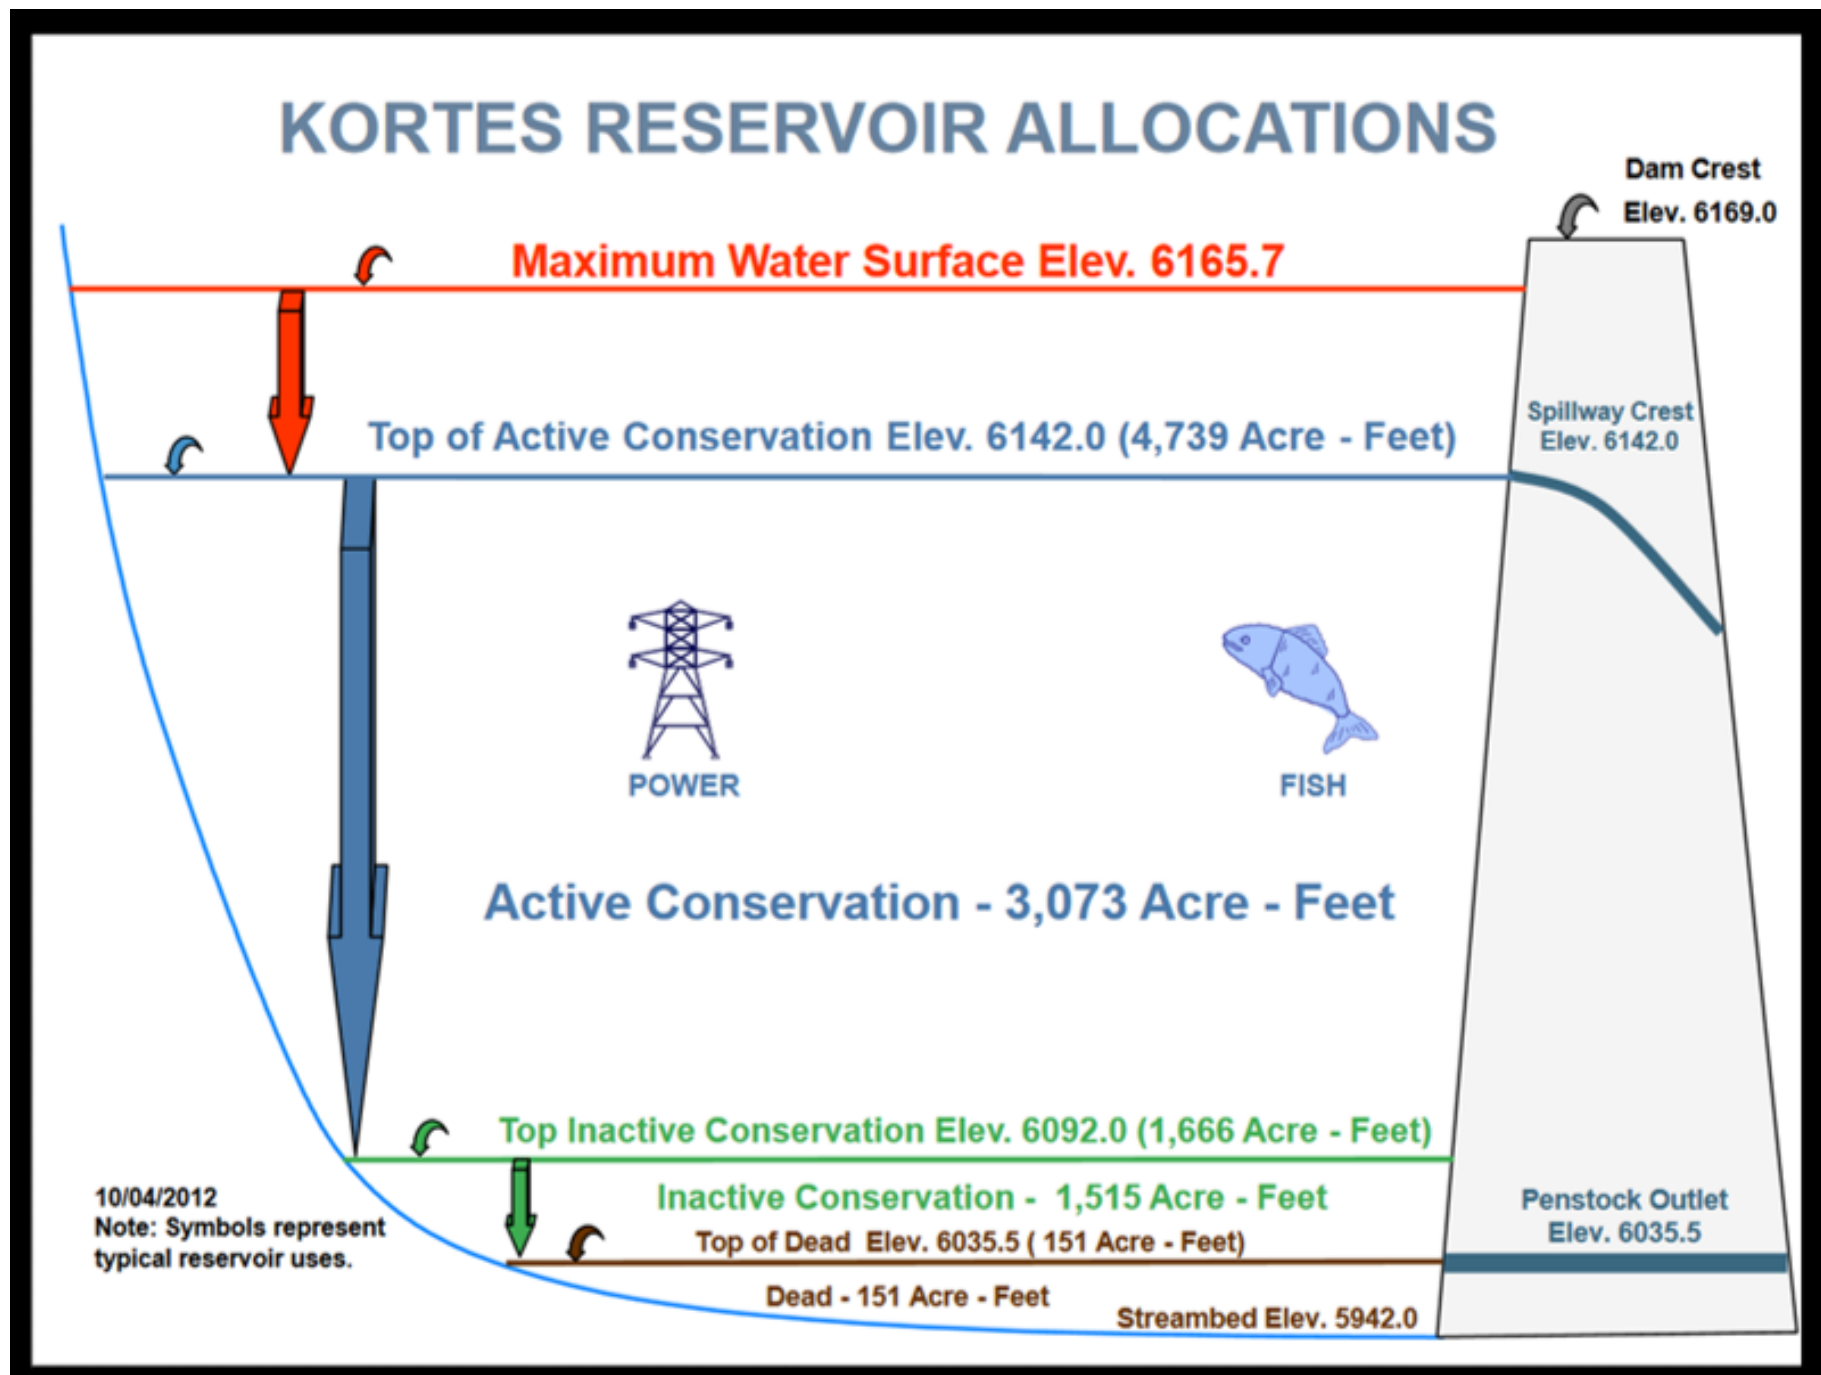 KORTES RESERVOIR ALLOCATIONS
Dam Crest
Elev. 6169.0
Maximum Water Surface Elev. 6165.7
Top of Active Conservation Elev. 6142.0 (4,739 Acre - Feet)
Spillway Crest
Elev. 6142.0
POWER
FISH
Active Conservation - 3,073 Acre - Feet
Top Inactive Conservation Elev. 6092.0 (1,666 Acre - Feet)
Inactive Conservation - 1,515 Acre - Feet
Penstock Outlet
Elev. 6035.5
10/04/2012
Note: Symbols represent
typical reservoir uses.
Top of Dead Elev. 6035.5 ( 151 Acre - Feet)
Dead - 151 Acre - Feet
Streambed Elev. 5942.0